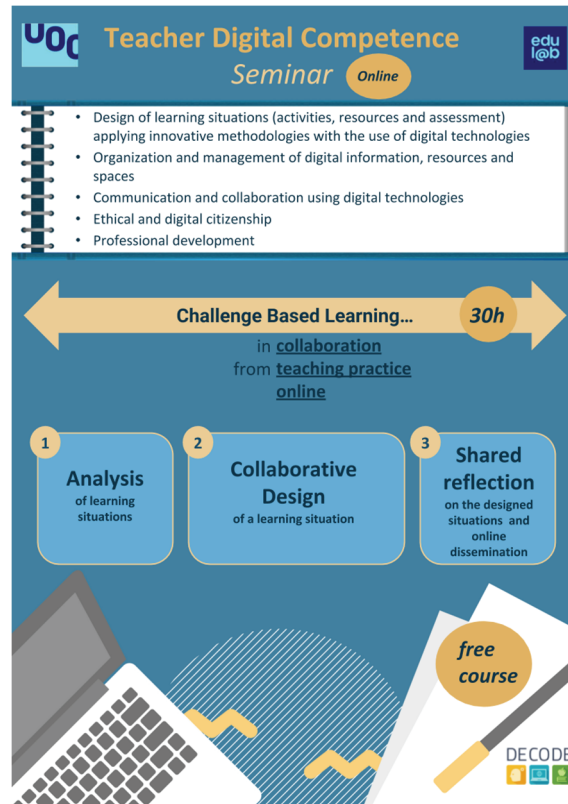 UOC
Teacher Digital Competence
Seminar
Online
edu
l@b
• Design of learning situations (activities, resources and assessment)
applying innovative methodologies with the use of digital technologies
• Organization and management of digital information, resources and
spaces
• Communication and collaboration using digital technologies
• Ethical and digital citizenship
• Professional development
Challenge Based Learning…
30h
in collaboration
from teaching practice
online
1
Analysis
of learning
situations
2
Collaborative
Design
of a learning situation
3
Shared
reflection
on the designed
situations and
online
dissemination
free
course
DECODE